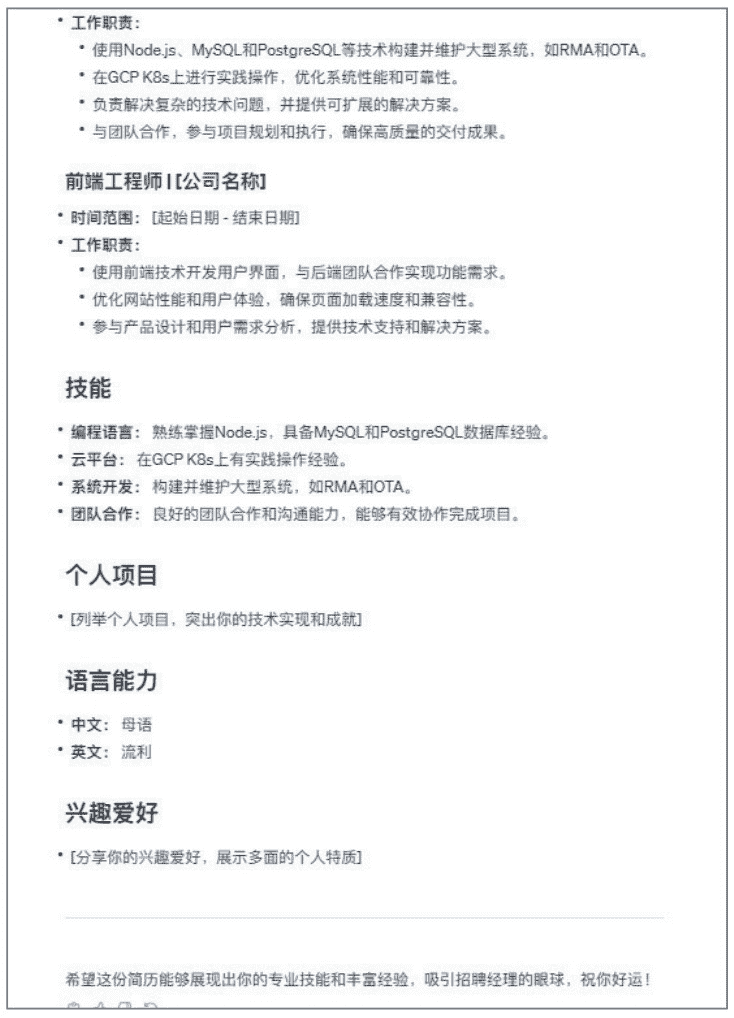 • 工作职责：
• 使用Node.js、MySQL和PostgreSQL等技术构建并维护大型系统，如RMA和OTA。
• 在GCP K8s上进行实践操作，优化系统性能和可靠性。
• 负责解决复杂的技术问题，并提供可扩展的解决方案。
• 与团队合作，参与项目规划和执行，确保高质量的交付成果。
前端工程师 | [公司名称]
• 时间范围： [起始日期 - 结束日期]
• 工作职责：
• 使用前端技术开发用户界面，与后端团队合作实现功能需求。
• 优化网站性能和用户体验，确保页面加载速度和兼容性。
• 参与产品设计和用户需求分析，提供技术支持和解决方案。
技能
• 编程语言： 熟练掌握Node.js，具备MySQL和PostgreSQL数据库经验。
• 云平台： 在GCP K8s上有实践操作经验。
• 系统开发： 构建并维护大型系统，如RMA和OTA。
• 团队合作： 良好的团队合作和沟通能力，能够有效协作完成项目。
个人项目
• [列举个人项目，突出你的技术实现和成就]
语言能力
• 中文： 母语
• 英文： 流利
兴趣爱好
• [分享你的兴趣爱好，展示多面的个人特质]
希望这份简历能够展现出你的专业技能和丰富经验，吸引招聘经理的眼球，祝你好运！